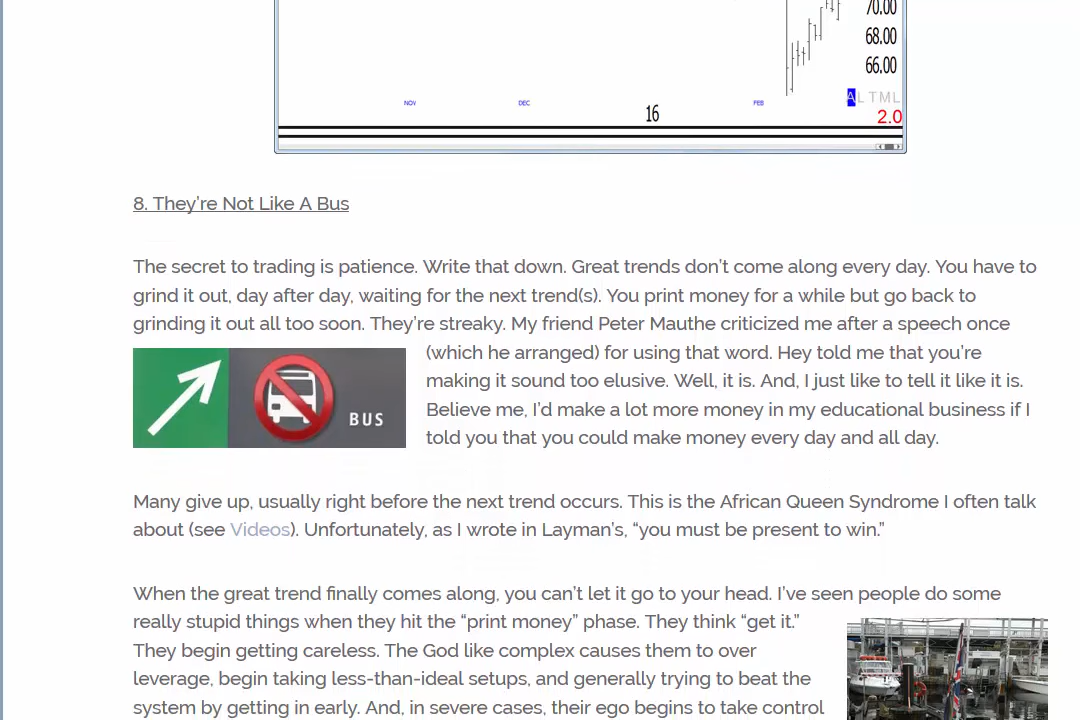 70.00
68.00
66.00
NOV
DEC
FEB
A L T M L
16
2.0
8. They're Not Like A Bus
The secret to trading is patience. Write that down. Great trends don't come along every day. You have to
grind it out, day after day, waiting for the next trend(s). You print money for a while but go back to
grinding it out all too soon. They're streaky. My friend Peter Mauthe criticized me after a speech once
(which he arranged) for using that word. Hey told me that you're
making it sound too elusive. Well, it is. And, I just like to tell it like it is.
Believe me, I'd make a lot more money in my educational business if I
told you that you could make money every day and all day.
BUS
Many give up, usually right before the next trend occurs. This is the African Queen Syndrome I often talk
about (see Videos). Unfortunately, as I wrote in Layman's, “you must be present to win.”
When the great trend finally comes along, you can't let it go to your head. I've seen people do some
really stupid things when they hit the “print money” phase. They think “get it.”
They begin getting careless. The God like complex causes them to over
leverage, begin taking less-than-ideal setups, and generally trying to beat the
system by getting in early. And, in severe cases, their ego begins to take control